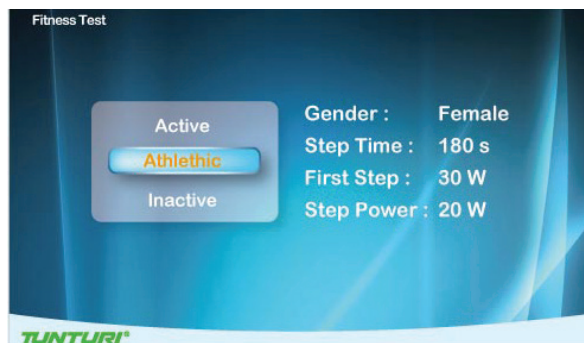 Fitness Test
Active
Athlethic
Inactive
Gender : Female
Step Time : 180 s
First Step : 30 W
Step Power : 20 W
TUNTURI®